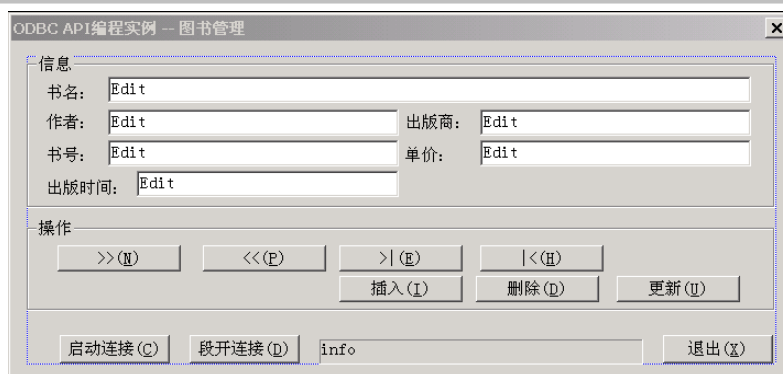 ODBC API编程实例 -- 图书管理
信息
书名: Edit
作者: Edit 出版商: Edit
书号: Edit 单价: Edit
出版时间: Edit
操作
>>(N) <<(P) >|(E) |<(H)
插入(I) 删除(D) 更新(U)
启动连接(C) 段开连接(D) info 退出(X)